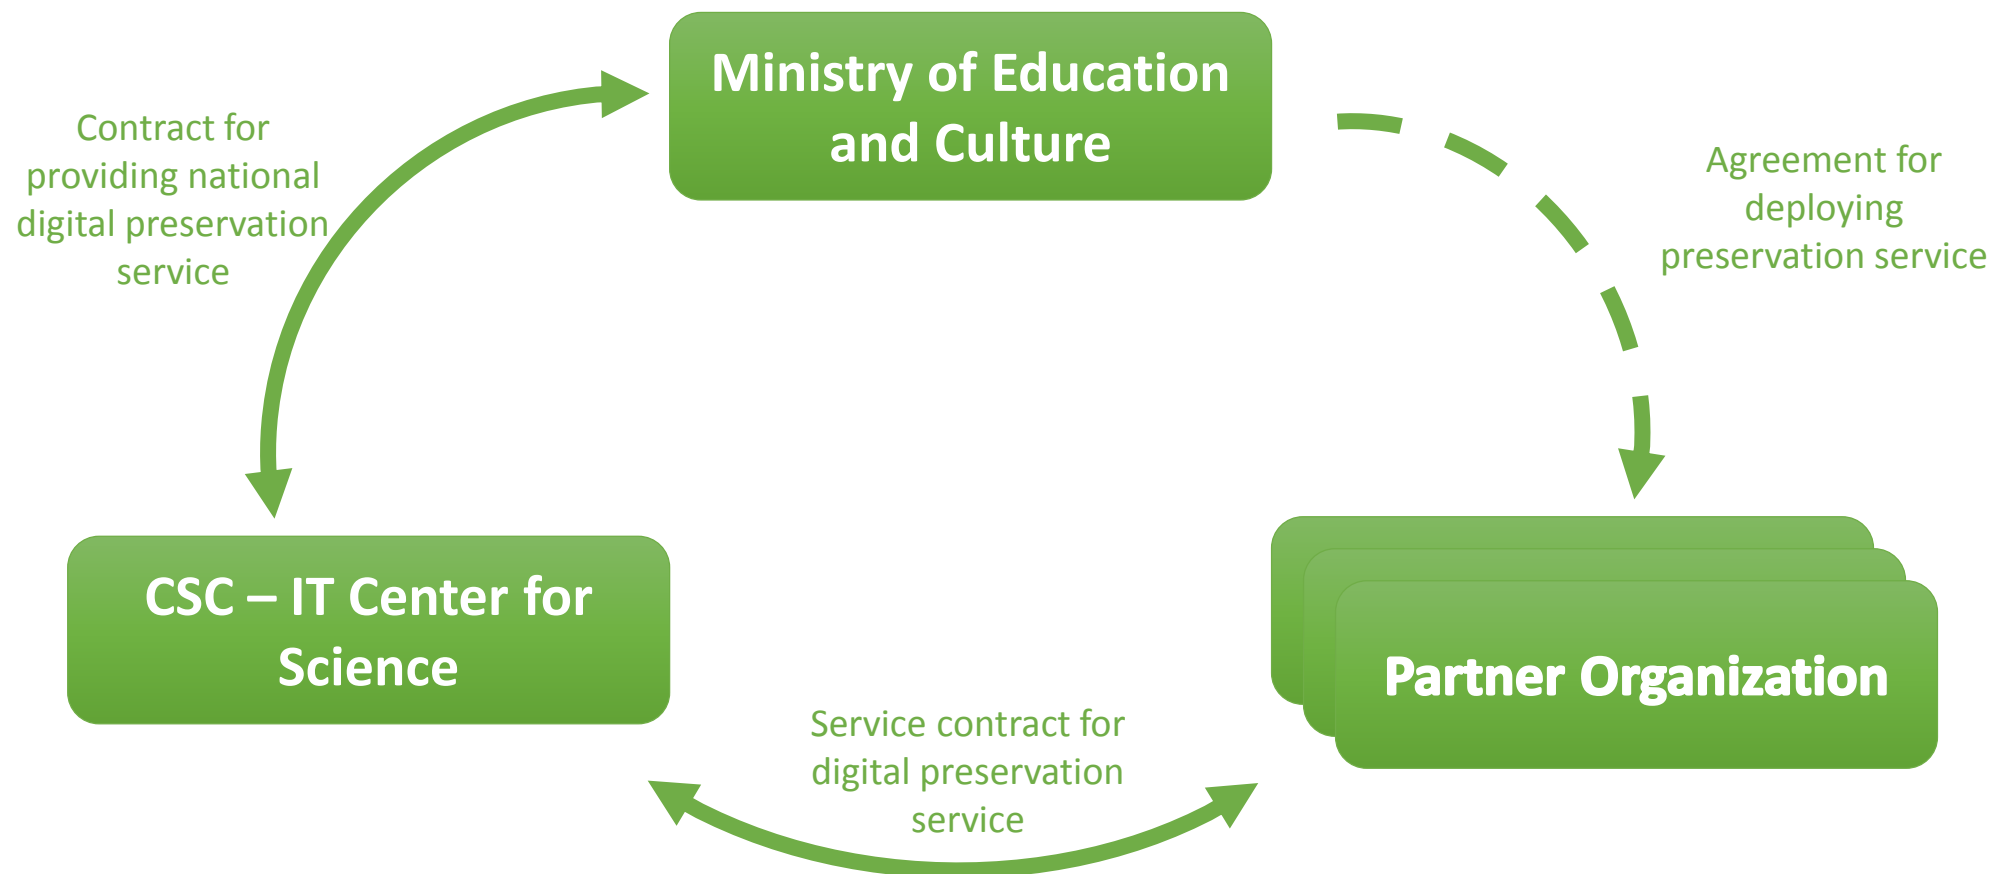 Ministry of Education
and Culture
Contract for
providing national
digital preservation
service
Agreement for
deploying
preservation service
CSC – IT Center for
Science
Partner Organization
Service contract for
digital preservation
service